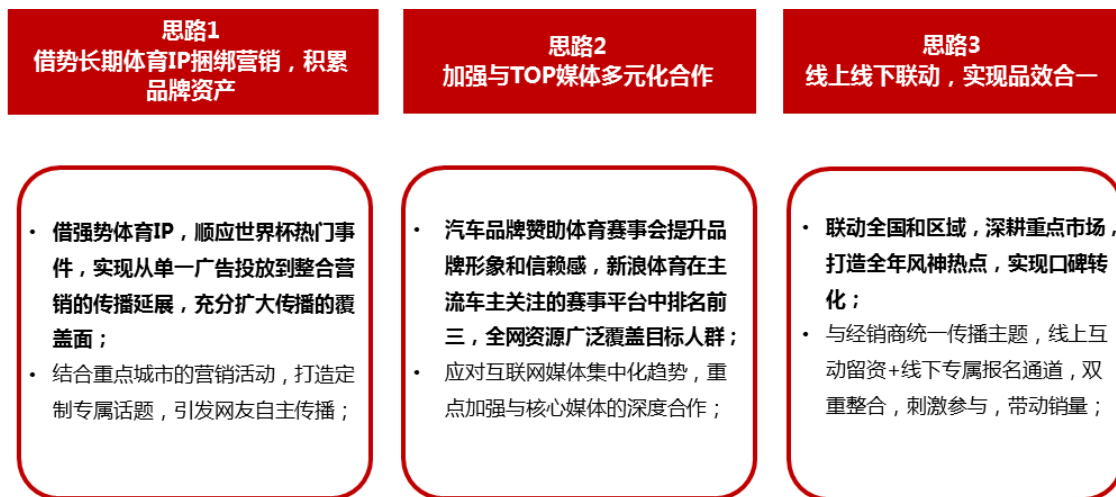 思路1
借势长期体育IP捆绑营销，积累
品牌资产
思路2
加强与TOP媒体多元化合作
思路3
线上线下联动，实现品效合一
• 借强势体育IP，顺应世界杯热门事
件，实现从单一广告投放到整合营
销的传播延展，充分扩大传播的覆
盖面；
• 结合重点城市的营销活动，打造定
制专属话题，引发网友自主传播；
• 汽车品牌赞助体育赛事会提升品
牌形象和信赖感，新浪体育在主
流车主关注的赛事平台中排名前
三，全网资源广泛覆盖目标人群；
• 应对互联网媒体集中化趋势，重
点加强与核心媒体的深度合作；
• 联动全国和区域，深耕重点市场，
打造全年风神热点，实现口碑转
化；
• 与经销商统一传播主题，线上互
动留资+线下专属报名通道，双
重整合，刺激参与，带动销量；